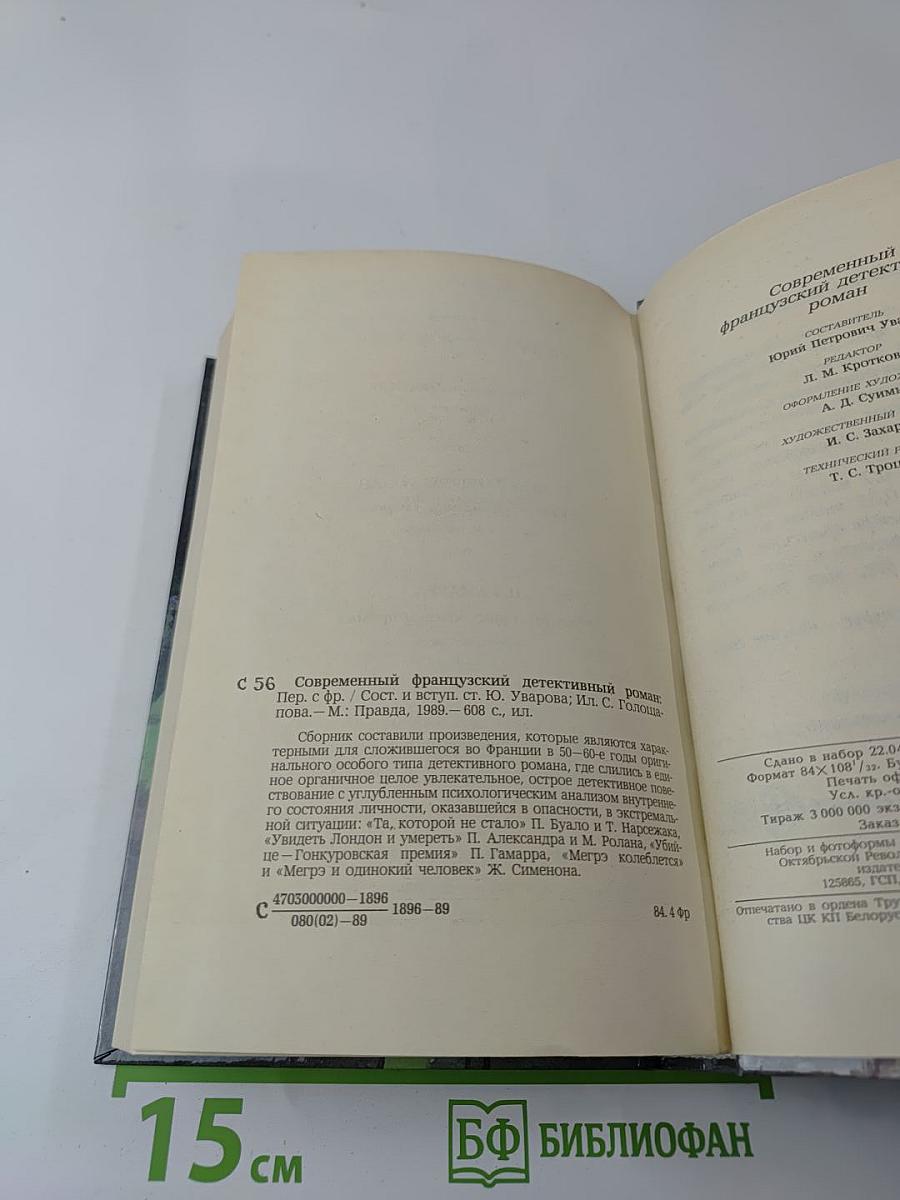 С 56 Современный французский детективный роман:
Пер. с фр. / Сост. и вступ. ст. Ю. Уварова; Ил. С. Голоща-
пова.— М.: Правда, 1989.— 608 с., ил.
Сборник составили произведения, которые являются харак-
терными для сложившегося во Франции в 50—60-е годы ориги-
нального особого типа детективного романа, где слились в еди-
ное органичное целое увлекательное, острое детективное пове-
ствование с углубленным психологическим анализом внутренне-
го состояния личности, оказавшейся в опасности, в экстремаль-
ной ситуации: «Та, которой не стало» П. Буало и Т. Нарсежака,
«Увидеть Лондон и умереть» П. Александра и М. Ролана, «Убий-
це — Гонкуровская премия» П. Гамарра, «Мегрэ колеблется»
и «Мегрэ и одинокий человек» Ж. Сименона.
С 4703000000—1896
080(02)—89 1896—89
84. 4 Фр
Современный
французский детект
роман
СОСТАВИТЕЛЬ
Юрий Петрович Ува
РЕДАКТОР
Л. М. Кротков
ОФОРМЛЕНИЕ ХУДО
А. Д. Суим
ХУДОЖЕСТВЕННЫЙ
И. С. Захар
ТЕХНИЧЕСКИЙ Р
Т. С. Троц
Сдано в набор 22.04
Формат 84×108 1/32. Бу
Печать оф
Усл. кр.-о
Тираж 3 000 000 экз
Заказ
Набор и фотоформы
Октябрьской Револ
издате
125865, ГСП,
Отпечатано в ордена Тру
ства ЦК КП Белорус
15 см
БФ БИБЛИОФАН